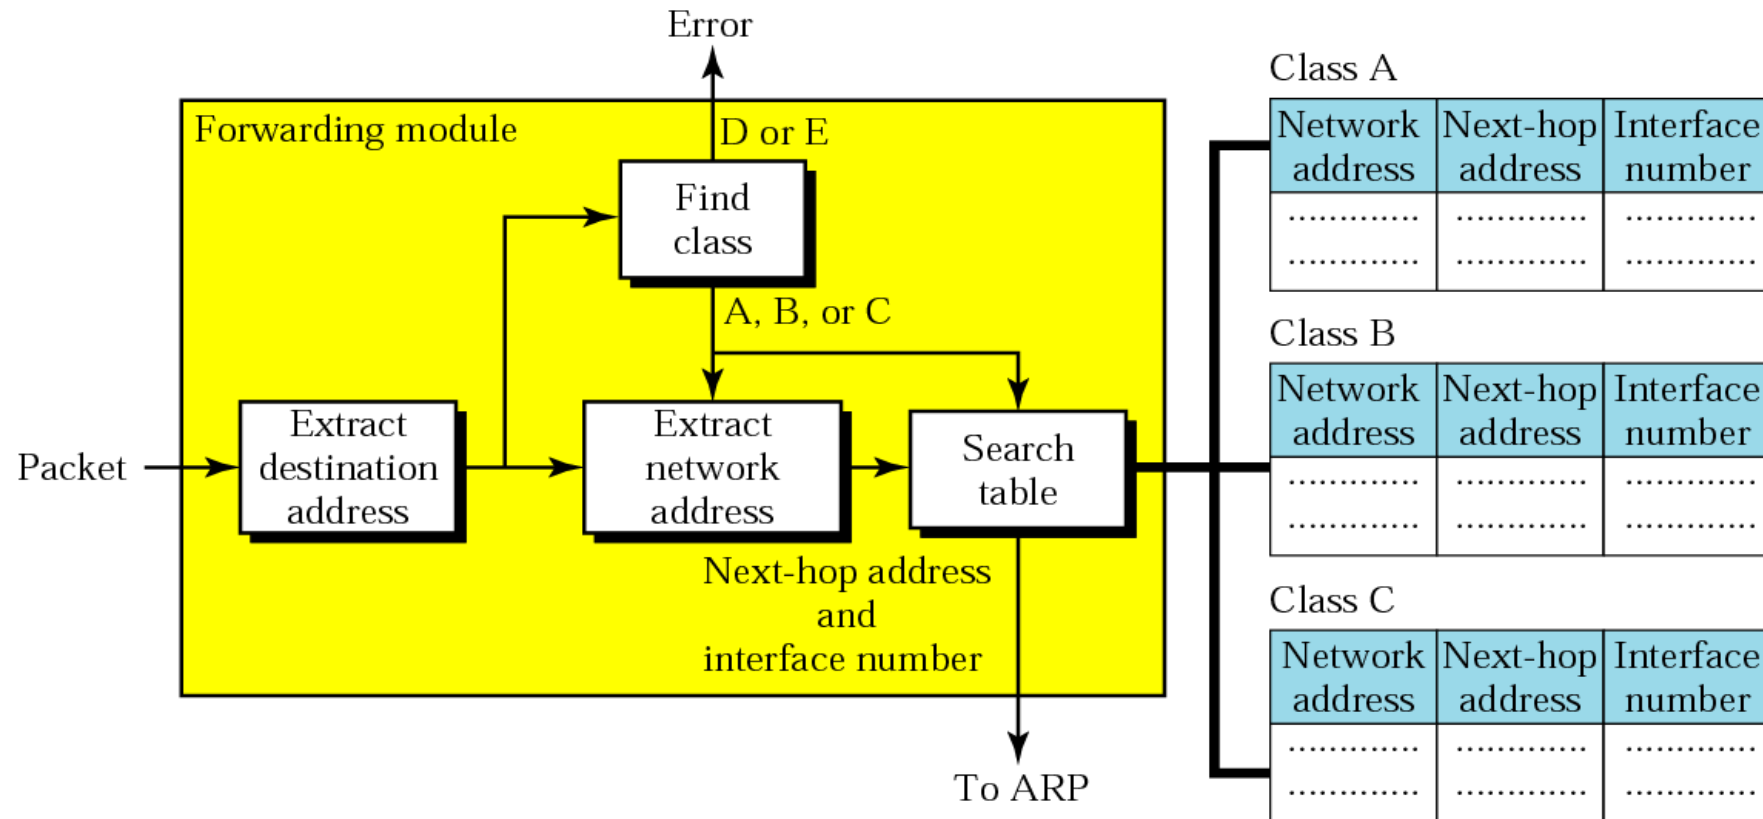 Error
Forwarding module
D or E
Find
class
A, B, or C
Packet
Extract
destination
address
Extract
network
address
Search
table
Next-hop address
and
interface number
To ARP
Class A
Network address
Next-hop address
Interface number
.............
.............
.............
.............
.............
.............
Class B
Network address
Next-hop address
Interface number
.............
.............
.............
.............
.............
.............
Class C
Network address
Next-hop address
Interface number
.............
.............
.............
.............
.............
.............